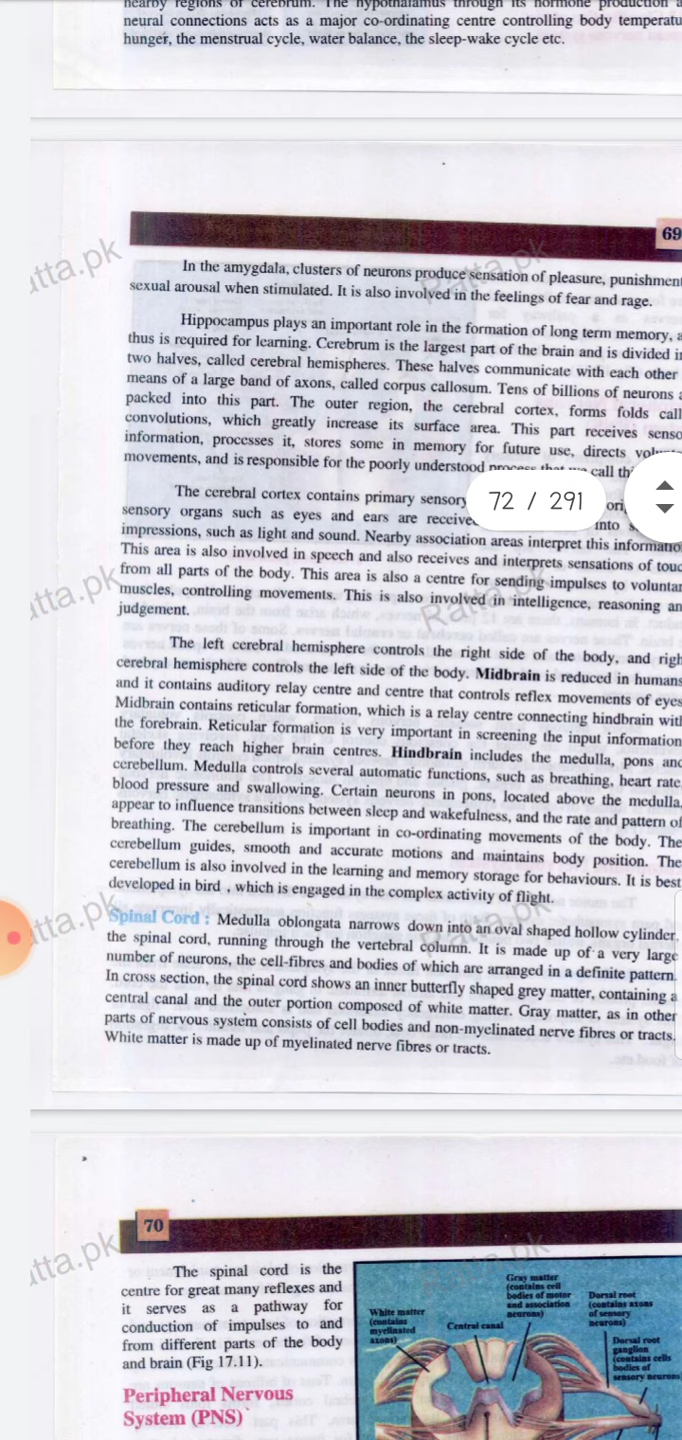 nearby regions of cerebrum. The hypothalamus through its hormone production a
neural connections acts as a major co-ordinating centre controlling body temperatu
hunger, the menstrual cycle, water balance, the sleep-wake cycle etc.
69
In the amygdala, clusters of neurons produce sensation of pleasure, punishment
sexual arousal when stimulated. It is also involved in the feelings of fear and rage.
Hippocampus plays an important role in the formation of long term memory, a
thus is required for learning. Cerebrum is the largest part of the brain and is divided in
two halves, called cerebral hemispheres. These halves communicate with each other
means of a large band of axons, called corpus callosum. Tens of billions of neurons a
packed into this part. The outer region, the cerebral cortex, forms folds call
convolutions, which greatly increase its surface area. This part receives senso
information, processes it, stores some in memory for future use, directs volu
movements, and is responsible for the poorly understood process that we call thi
The cerebral cortex contains primary sensory
sensory organs such as eyes and ears are receive into s
impressions, such as light and sound. Nearby association areas interpret this informatio
This area is also involved in speech and also receives and interprets sensations of touc
from all parts of the body. This area is also a centre for sending impulses to voluntar
muscles, controlling movements. This is also involved in intelligence, reasoning an
judgement.
The left cerebral hemisphere controls the right side of the body, and righ
cerebral hemisphere controls the left side of the body. Midbrain is reduced in humans
and it contains auditory relay centre and centre that controls reflex movements of eyes
Midbrain contains reticular formation, which is a relay centre connecting hindbrain wit
the forebrain. Reticular formation is very important in screening the input information
before they reach higher brain centres. Hindbrain includes the medulla, pons and
cerebellum. Medulla controls several automatic functions, such as breathing, heart rate,
blood pressure and swallowing. Certain neurons in pons, located above the medulla,
appear to influence transitions between sleep and wakefulness, and the rate and pattern of
breathing. The cerebellum is important in co-ordinating movements of the body. The
cerebellum guides, smooth and accurate motions and maintains body position. The
cerebellum is also involved in the learning and memory storage for behaviours. It is best
developed in bird , which is engaged in the complex activity of flight.
Spinal Cord : Medulla oblongata narrows down into an oval shaped hollow cylinder,
the spinal cord, running through the vertebral column. It is made up of a very large
number of neurons, the cell-fibres and bodies of which are arranged in a definite pattern.
In cross section, the spinal cord shows an inner butterfly shaped grey matter, containing a
central canal and the outer portion composed of white matter. Gray matter, as in other
parts of nervous system consists of cell bodies and non-myelinated nerve fibres or tracts.
White matter is made up of myelinated nerve fibres or tracts.
72 / 291
Ratta.pk
70
The spinal cord is the
centre for great many reflexes and
it serves as a pathway for
conduction of impulses to and
from different parts of the body
and brain (Fig 17.11).
Peripheral Nervous
System (PNS)
White matter
(contains
myelinated
axons)
Central canal
Gray matter
(contains cell
bodies of motor
and association
neurons)
Dorsal root
(contains axons
of sensory
neurons)
Dorsal root
ganglion
(contains cells
bodies of
sensory neurons